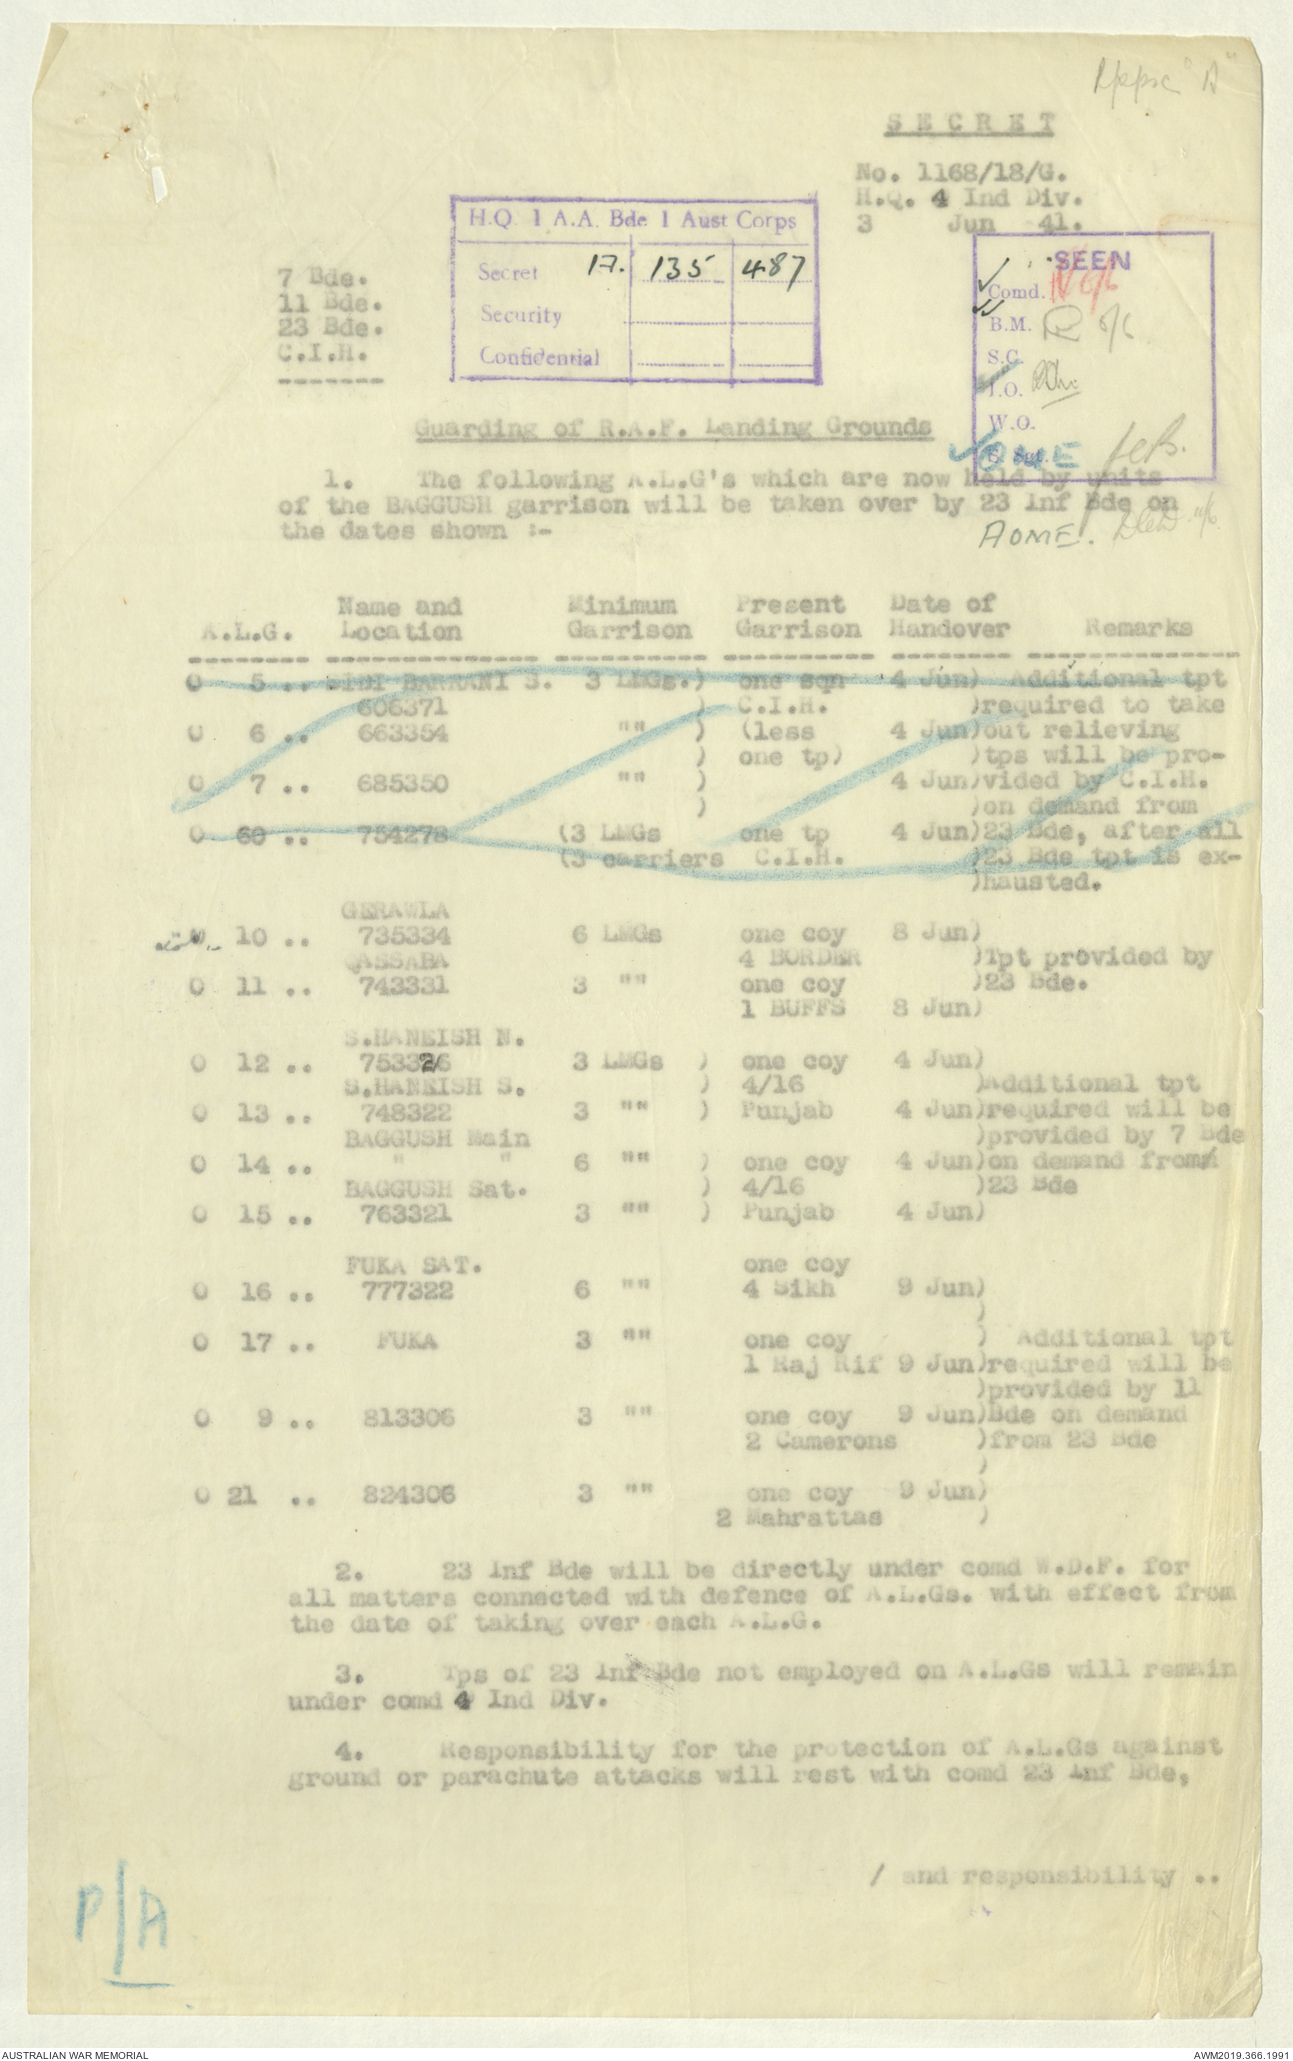 Appx "A"
S E C R E T
No. 1168/18/G.
H.Q. 4 Ind Div.
3 Jun 41.
H.Q. 1 A.A. Bde 1 Aust Corps
Secret 17. 135 487
Security
Confidential
SEEN
Comd. 6/6
B.M. 6/6
S.C.
I.O.
W.O.
OME
AOME. 
7 Bde.
11 Bde.
23 Bde.
C.I.H.
Guarding of R.A.F. Landing Grounds
1. The following A.L.G's which are now held by units
of the BAGGUSH garrison will be taken over by 23 Inf Bde on
the dates shown :-
Name and Minimum Present Date of
A.L.G. Location Garrison Garrison Handover Remarks
O 5 .. SIDI BARRANI S. 3 LMGs.) one sqn 4 Jun) Additional tpt
606371 ) C.I.H. )required to take
O 6 .. 663354 "" ) (less 4 Jun)out relieving
) one tp) )tps will be pro-
O 7 .. 685350 "" ) 4 Jun)vided by C.I.H.
) )on demand from
O 60 .. 754278 (3 LMGs one tp 4 Jun)23 Bde, after all
(3 carriers C.I.H. )23 Bde tpt is ex-
)hausted.
GERAWLA
O 10 .. 735334 6 LMGs one coy 8 Jun)
QASSABA 4 BORDER )Tpt provided by
O 11 .. 743331 3 "" one coy )23 Bde.
1 BUFFS 8 Jun)
S.HANEISH N.
O 12 .. 753326 3 LMGs ) one coy 4 Jun)
S.HANEISH S. ) 4/16 )Additional tpt
O 13 .. 748322 3 "" ) Punjab 4 Jun)required will be
BAGGUSH Main )provided by 7 Bde
O 14 .. " " 6 "" ) one coy 4 Jun)on demand from
BAGGUSH Sat. ) 4/16 )23 Bde
O 15 .. 763321 3 "" ) Punjab 4 Jun)
FUKA SAT. one coy
O 16 .. 777322 6 "" 4 Sikh 9 Jun)
)
O 17 .. FUKA 3 "" one coy ) Additional tpt
1 Raj Rif 9 Jun)required will be
)provided by 11
O 9 .. 813306 3 "" one coy 9 Jun)Bde on demand
2 Camerons )from 23 Bde
)
O 21 .. 824306 3 "" one coy 9 Jun)
2 Mahrattas )
2. 23 Inf Bde will be directly under comd W.D.F. for
all matters connected with defence of A.L.Gs. with effect from
the date of taking over each A.L.G.
3. Tps of 23 Inf Bde not employed on A.L.Gs will remain
under comd 4 Ind Div.
4. Responsibility for the protection of A.L.Gs against
ground or parachute attacks will rest with comd 23 Inf Bde,
/ and responsibility ..
P/A
AUSTRALIAN WAR MEMORIAL
AWM2019.366.1991